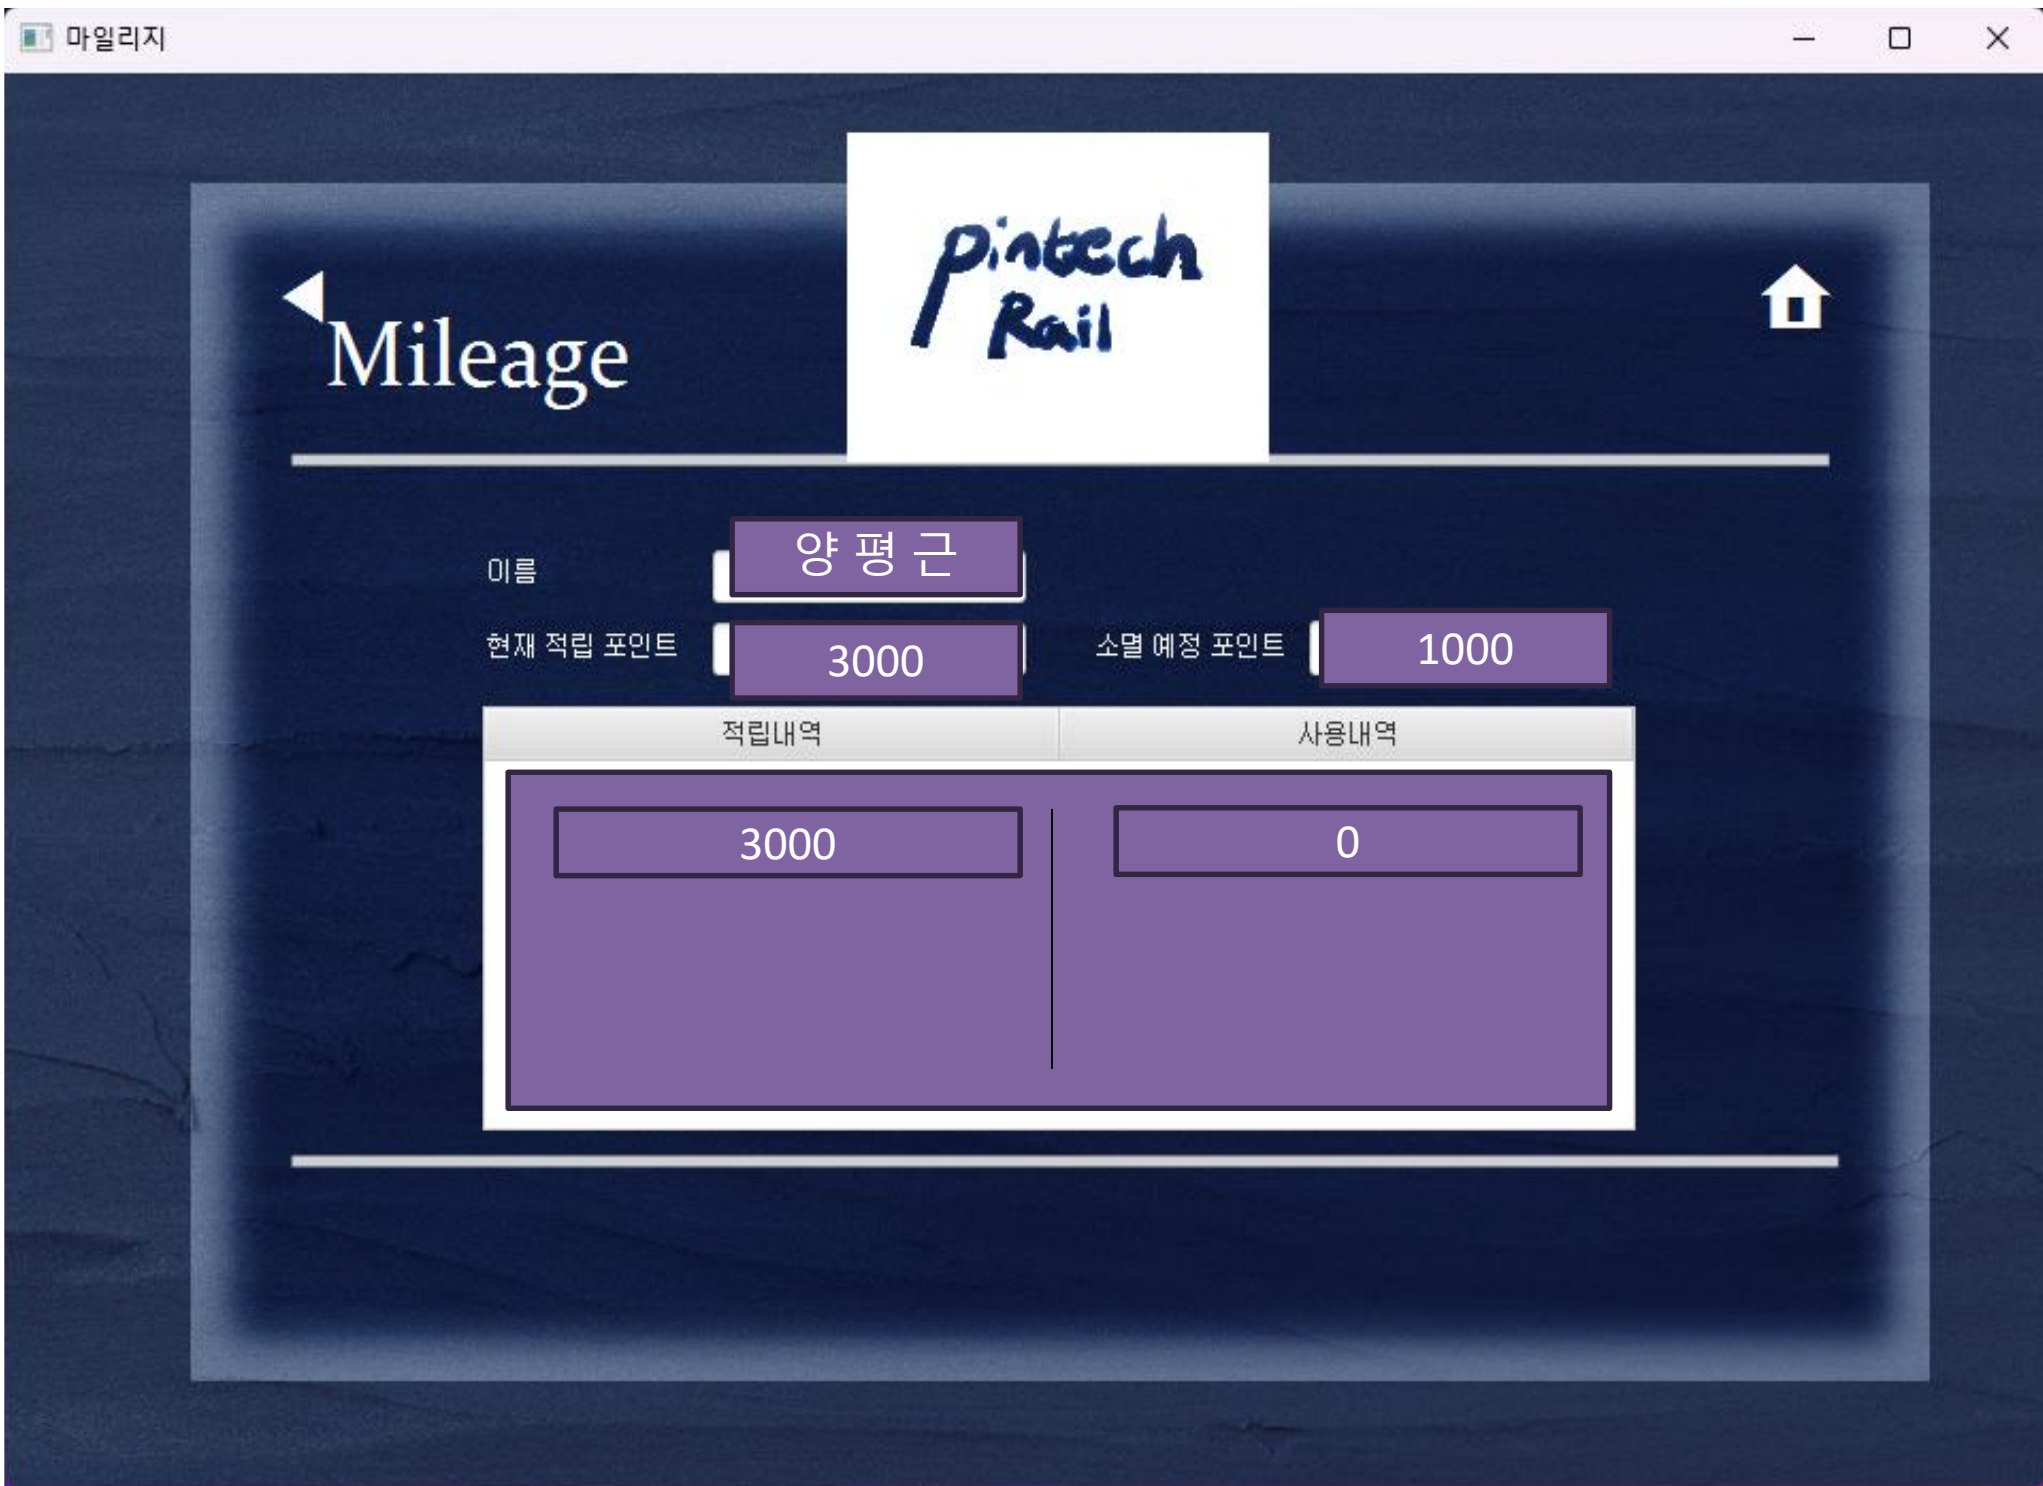 마일리지
pintech
Rail
Mileage
이름 양 평 근
현재 적립 포인트 3000 소멸 예정 포인트 1000
적립내역 사용내역
3000 0